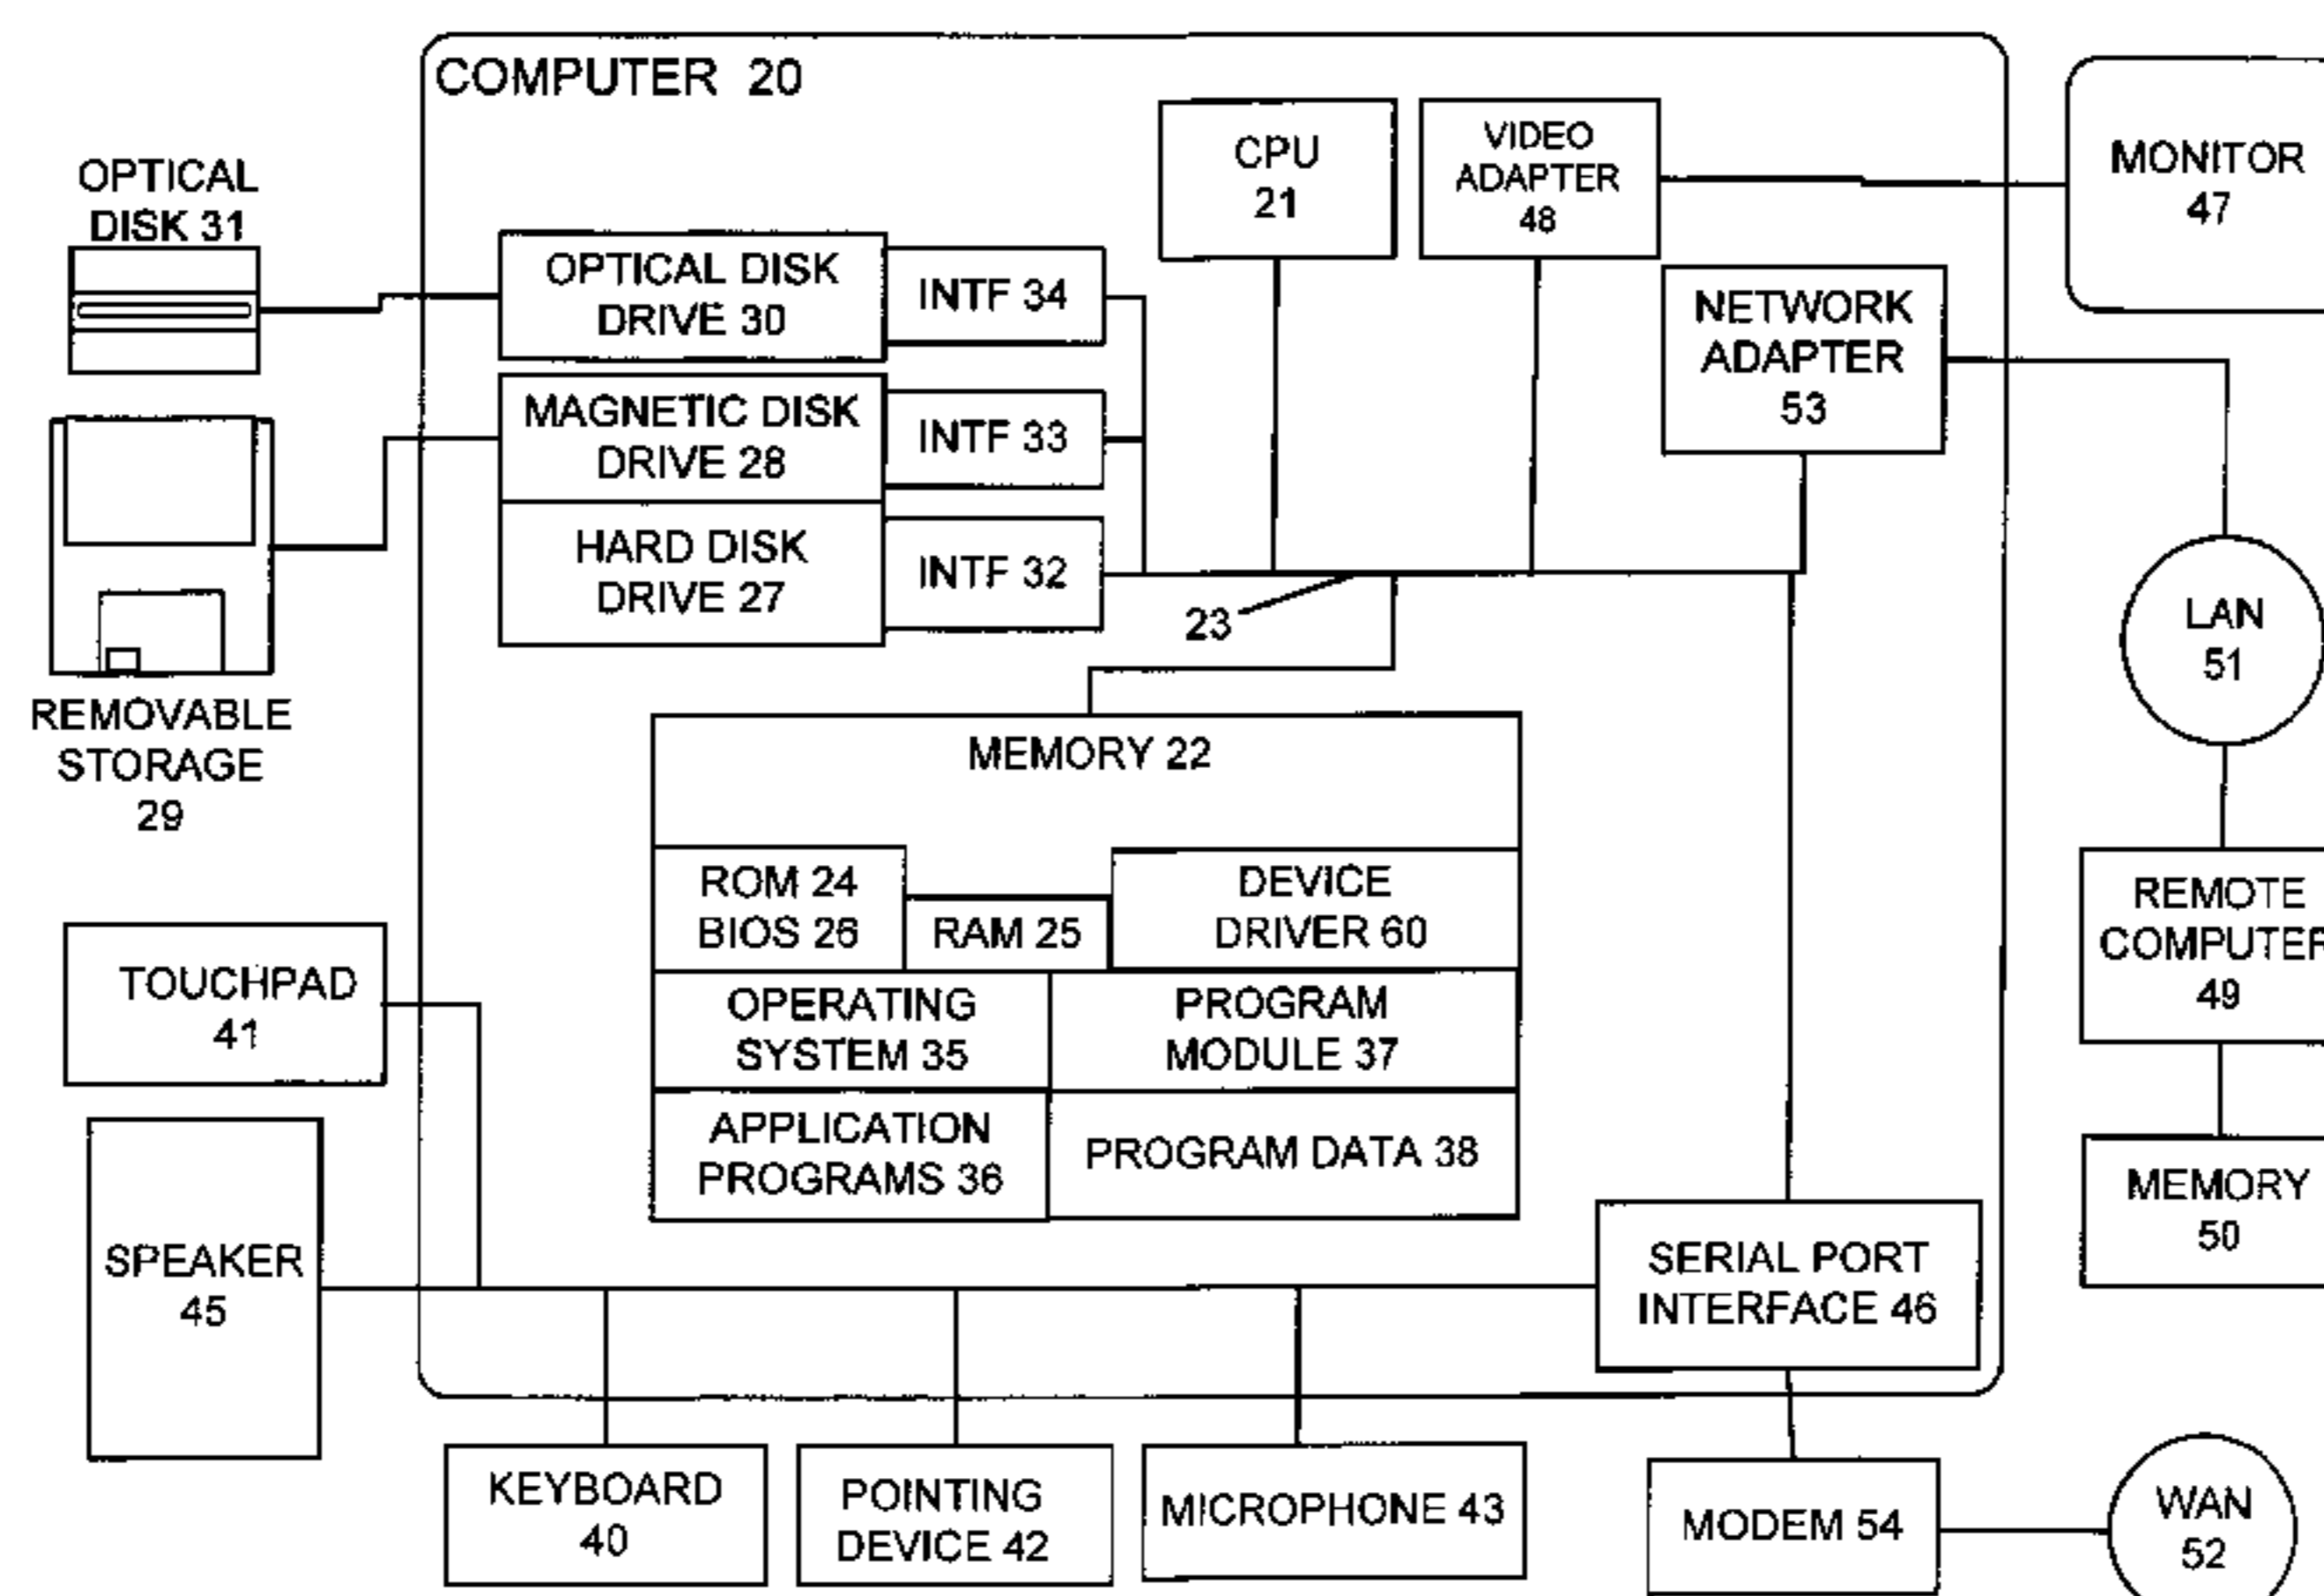 COMPUTER 20
OPTICAL
DISK 31
OPTICAL DISK
DRIVE 30
INTF 34
CPU
21
VIDEO
ADAPTER
48
MONITOR
47
MAGNETIC DISK
DRIVE 28
INTF 33
NETWORK
ADAPTER
53
HARD DISK
DRIVE 27
INTF 32
23
LAN
51
REMOVABLE
STORAGE
29
MEMORY 22
ROM 24
BIOS 26
RAM 25
DEVICE
DRIVER 60
REMOTE
COMPUTER
49
TOUCHPAD
41
OPERATING
SYSTEM 35
PROGRAM
MODULE 37
APPLICATION
PROGRAMS 36
PROGRAM DATA 38
MEMORY
50
SPEAKER
45
SERIAL PORT
INTERFACE 46
KEYBOARD
40
POINTING
DEVICE 42
MICROPHONE 43
MODEM 54
WAN
52